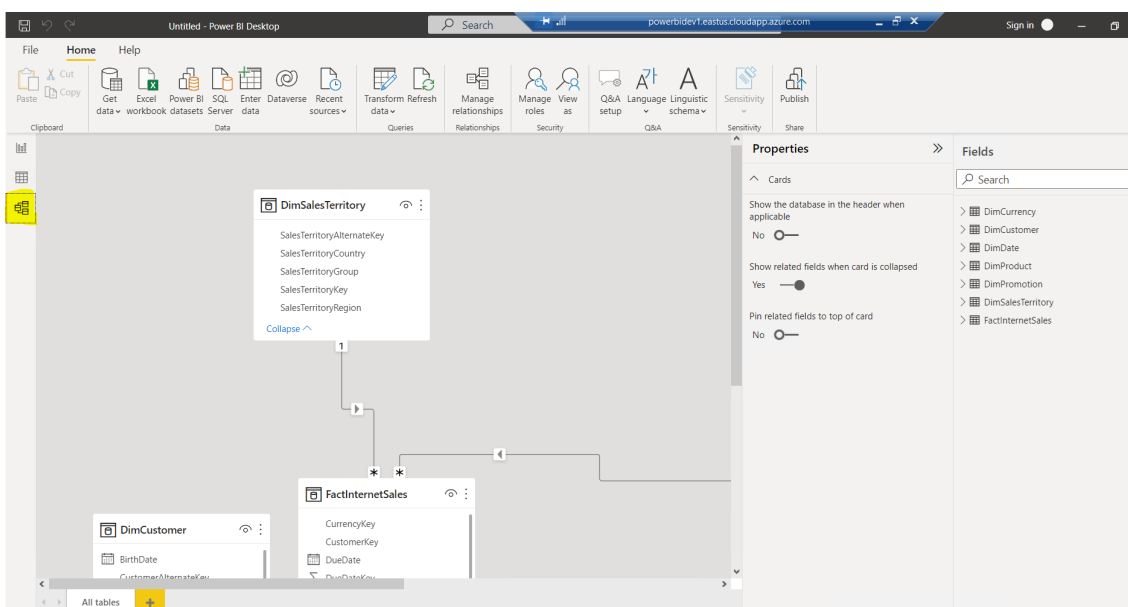 Untitled - Power BI Desktop
Search
powerbidev1.eastus.cloudapp.azure.com
Sign in
File Home Help
Paste
Cut
Copy
Get data
Excel workbook
Power BI datasets
SQL Server
Enter data
Dataverse
Recent sources
Transform data
Refresh
Manage relationships
Manage roles
View as
Q&A setup
Language
Linguistic schema
Sensitivity
Publish
Clipboard
Data
Queries
Relationships
Security
Q&A
Sensitivity
Share
DimSalesTerritory
SalesTerritoryAlternateKey
SalesTerritoryCountry
SalesTerritoryGroup
SalesTerritoryKey
SalesTerritoryRegion
Collapse
1
* *
FactInternetSales
CurrencyKey
CustomerKey
DueDate
DueDateKey
DimCustomer
BirthDate
CustomerAlternateKey
All tables
+
Properties
Cards
Show the database in the header when
applicable
No
Show related fields when card is collapsed
Yes
Pin related fields to top of card
No
Fields
Search
DimCurrency
DimCustomer
DimDate
DimProduct
DimPromotion
DimSalesTerritory
FactInternetSales